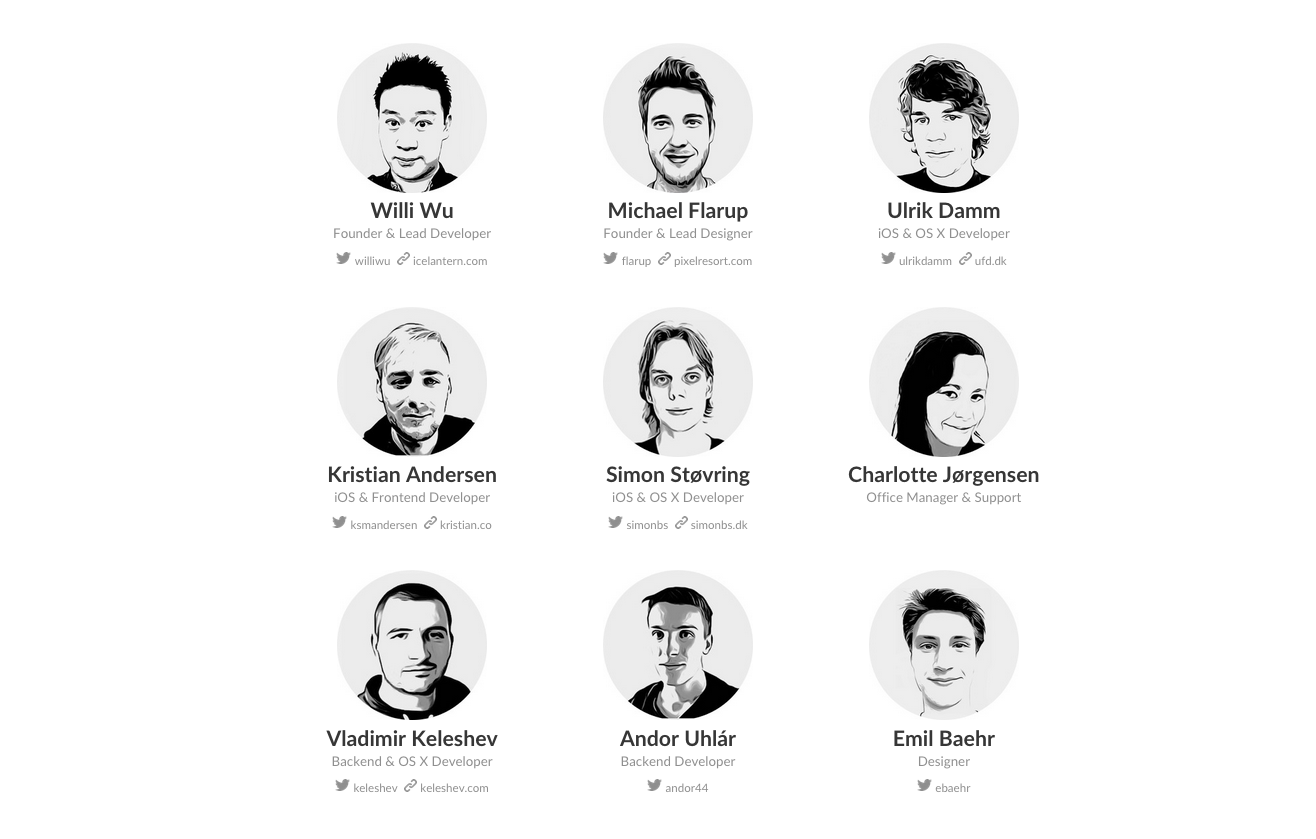 Willi Wu
Founder & Lead Developer
williwu icelantern.com
Michael Flarup
Founder & Lead Designer
flarup pixelresort.com
Ulrik Damm
iOS & OS X Developer
ulrikdamm ufd.dk
Kristian Andersen
iOS & Frontend Developer
ksmandersen kristian.co
Simon Støvring
iOS & OS X Developer
simonbs simonbs.dk
Charlotte Jørgensen
Office Manager & Support
Vladimir Keleshev
Backend & OS X Developer
keleshev keleshev.com
Andor Uhlár
Backend Developer
andor44
Emil Baehr
Designer
ebaehr